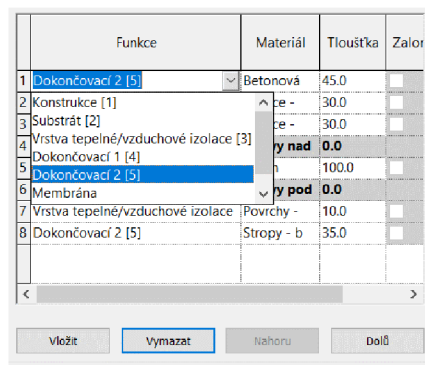 Funkce Materiál Tloušťka Zalor
1 Dokončovací 2 [5] Betonová 45.0
2 Konstrukce [1] ce - 30.0
3 Substrát [2] ce - 30.0
Vrstva tepelné/vzduchové izolace [3]
4 Dokončovací 1 [4] y nad 0.0
5 Dokončovací 2 [5] 100.0
6 Membrána y pod 0.0
7 Vrstva tepelné/vzduchové izolace Povrchy - 10.0
8 Dokončovací 2 [5] Stropy - b 35.0
Vložit Vymazat Nahoru Dolů